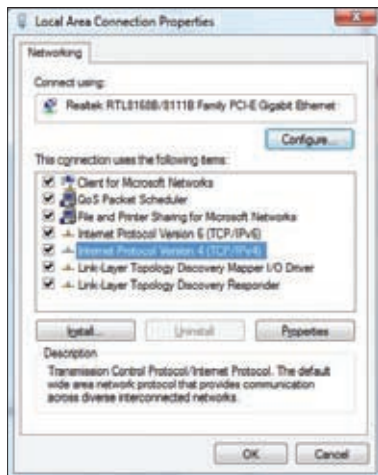 Local Area Connection Properties
Networking
Connect using:
Realtek RTL8168B/8111B Family PCI-E Gigabit Ethernet
Configure...
This connection uses the following items:
Client for Microsoft Networks
QoS Packet Scheduler
File and Printer Sharing for Microsoft Networks
Internet Protocol Version 6 (TCP/IPv6)
Internet Protocol Version 4 (TCP/IPv4)
Link-Layer Topology Discovery Mapper I/O Driver
Link-Layer Topology Discovery Responder
Install...
Uninstall
Properties
Description
Transmission Control Protocol/Internet Protocol. The default
wide area network protocol that provides communication
across diverse interconnected networks.
OK
Cancel